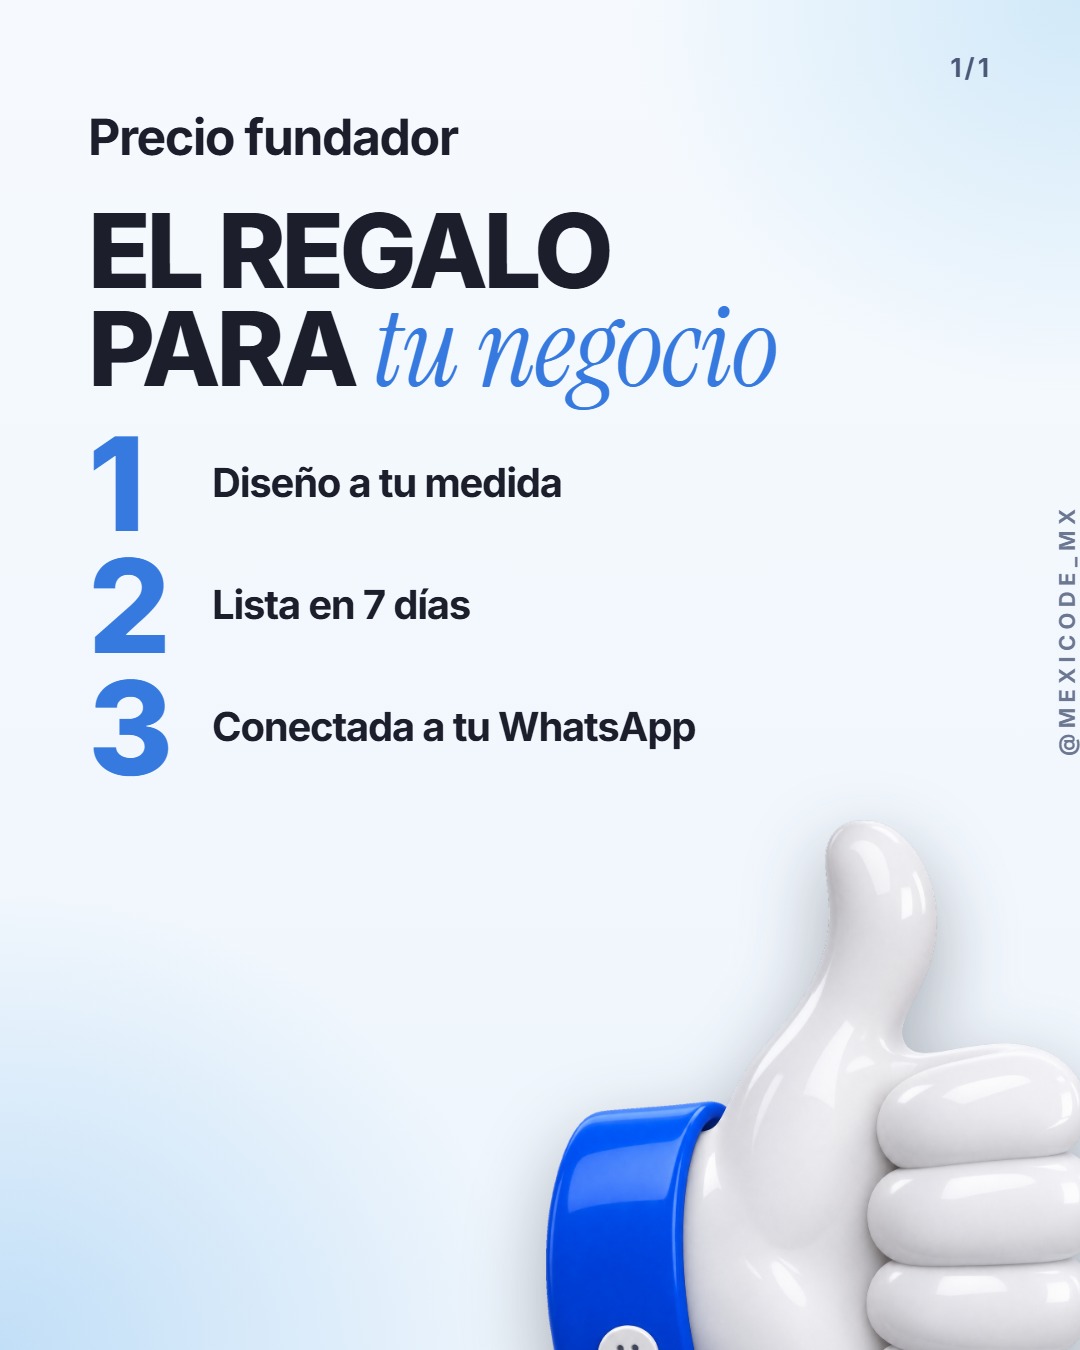 1/1
Precio fundador
EL REGALO
PARA tu negocio
1 Diseño a tu medida
2 Lista en 7 días
3 Conectada a tu WhatsApp
@MEXICODE_MX